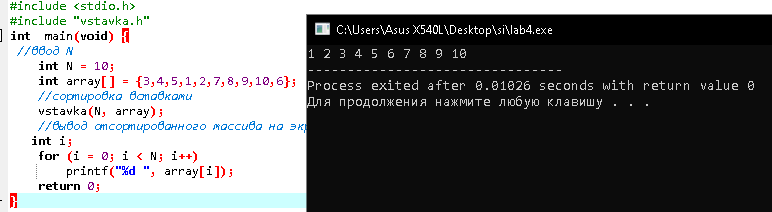 #include <stdio.h>
#include "vstavka.h"
int main(void) {
//ввод N
int N = 10;
int array[] = {3,4,5,1,2,7,8,9,10,6};
//сортировка вставками
vstavka(N, array);
//вывод отсортированного массива на экр
int i;
for (i = 0; i < N; i++)
printf("%d ", array[i]);
return 0;
}
C:\Users\Asus X540L\Desktop\si\lab4.exe
1 2 3 4 5 6 7 8 9 10
--------------------------------
Process exited after 0.01026 seconds with return value 0
Для продолжения нажмите любую клавишу . . .